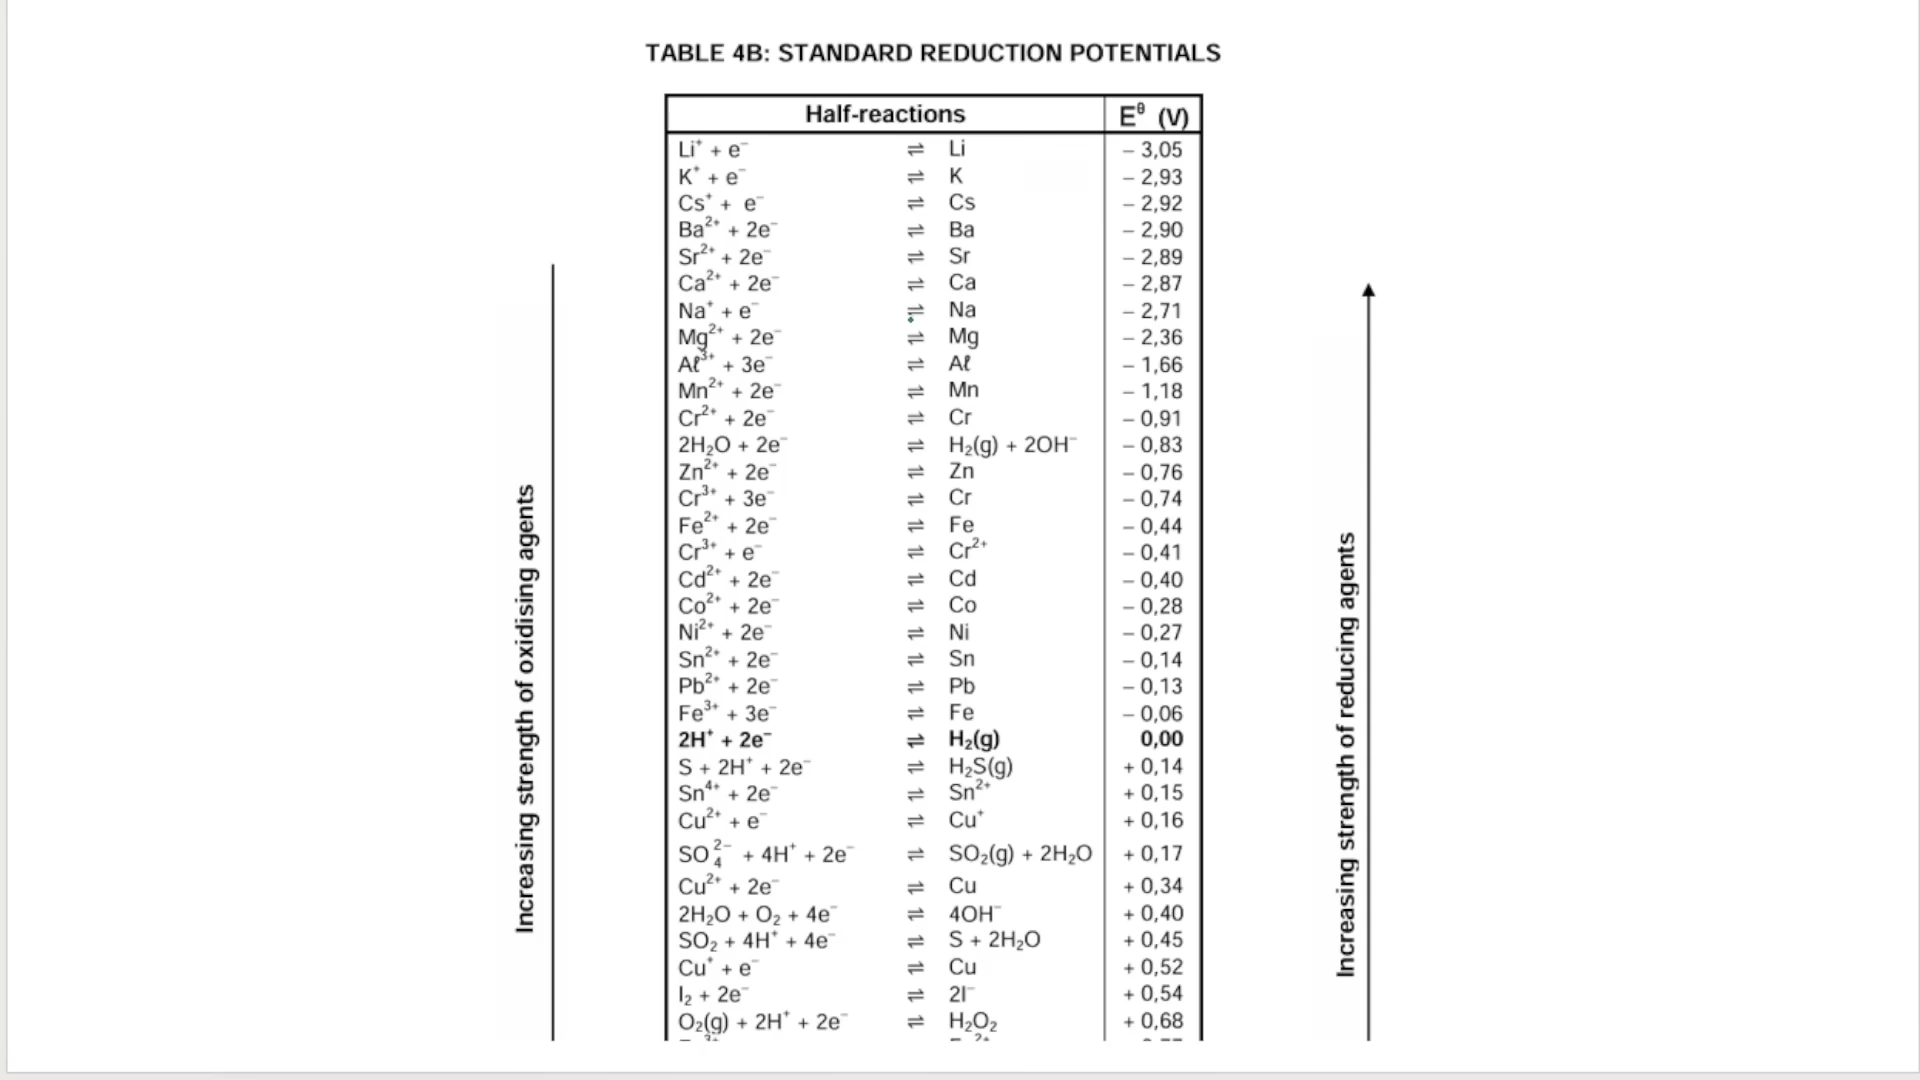 TABLE 4B: STANDARD REDUCTION POTENTIALS
Half-reactions Eᶿ (V)
Li⁺ + e⁻ ⇌ Li – 3,05
K⁺ + e⁻ ⇌ K – 2,93
Cs⁺ + e⁻ ⇌ Cs – 2,92
Ba²⁺ + 2e⁻ ⇌ Ba – 2,90
Sr²⁺ + 2e⁻ ⇌ Sr – 2,89
Ca²⁺ + 2e⁻ ⇌ Ca – 2,87
Na⁺ + e⁻ ⇌ Na – 2,71
Mg²⁺ + 2e⁻ ⇌ Mg – 2,36
Aℓ³⁺ + 3e⁻ ⇌ Aℓ – 1,66
Mn²⁺ + 2e⁻ ⇌ Mn – 1,18
Cr²⁺ + 2e⁻ ⇌ Cr – 0,91
2H₂O + 2e⁻ ⇌ H₂(g) + 2OH⁻ – 0,83
Zn²⁺ + 2e⁻ ⇌ Zn – 0,76
Cr³⁺ + 3e⁻ ⇌ Cr – 0,74
Fe²⁺ + 2e⁻ ⇌ Fe – 0,44
Cr³⁺ + e⁻ ⇌ Cr²⁺ – 0,41
Cd²⁺ + 2e⁻ ⇌ Cd – 0,40
Co²⁺ + 2e⁻ ⇌ Co – 0,28
Ni²⁺ + 2e⁻ ⇌ Ni – 0,27
Sn²⁺ + 2e⁻ ⇌ Sn – 0,14
Pb²⁺ + 2e⁻ ⇌ Pb – 0,13
Fe³⁺ + 3e⁻ ⇌ Fe – 0,06
2H⁺ + 2e⁻ ⇌ H₂(g) 0,00
S + 2H⁺ + 2e⁻ ⇌ H₂S(g) + 0,14
Sn⁴⁺ + 2e⁻ ⇌ Sn²⁺ + 0,15
Cu²⁺ + e⁻ ⇌ Cu⁺ + 0,16
SO₄²⁻ + 4H⁺ + 2e⁻ ⇌ SO₂(g) + 2H₂O + 0,17
Cu²⁺ + 2e⁻ ⇌ Cu + 0,34
2H₂O + O₂ + 4e⁻ ⇌ 4OH⁻ + 0,40
SO₂ + 4H⁺ + 4e⁻ ⇌ S + 2H₂O + 0,45
Cu⁺ + e⁻ ⇌ Cu + 0,52
I₂ + 2e⁻ ⇌ 2I⁻ + 0,54
O₂(g) + 2H⁺ + 2e⁻ ⇌ H₂O₂ + 0,68
Increasing strength of oxidising agents
Increasing strength of reducing agents